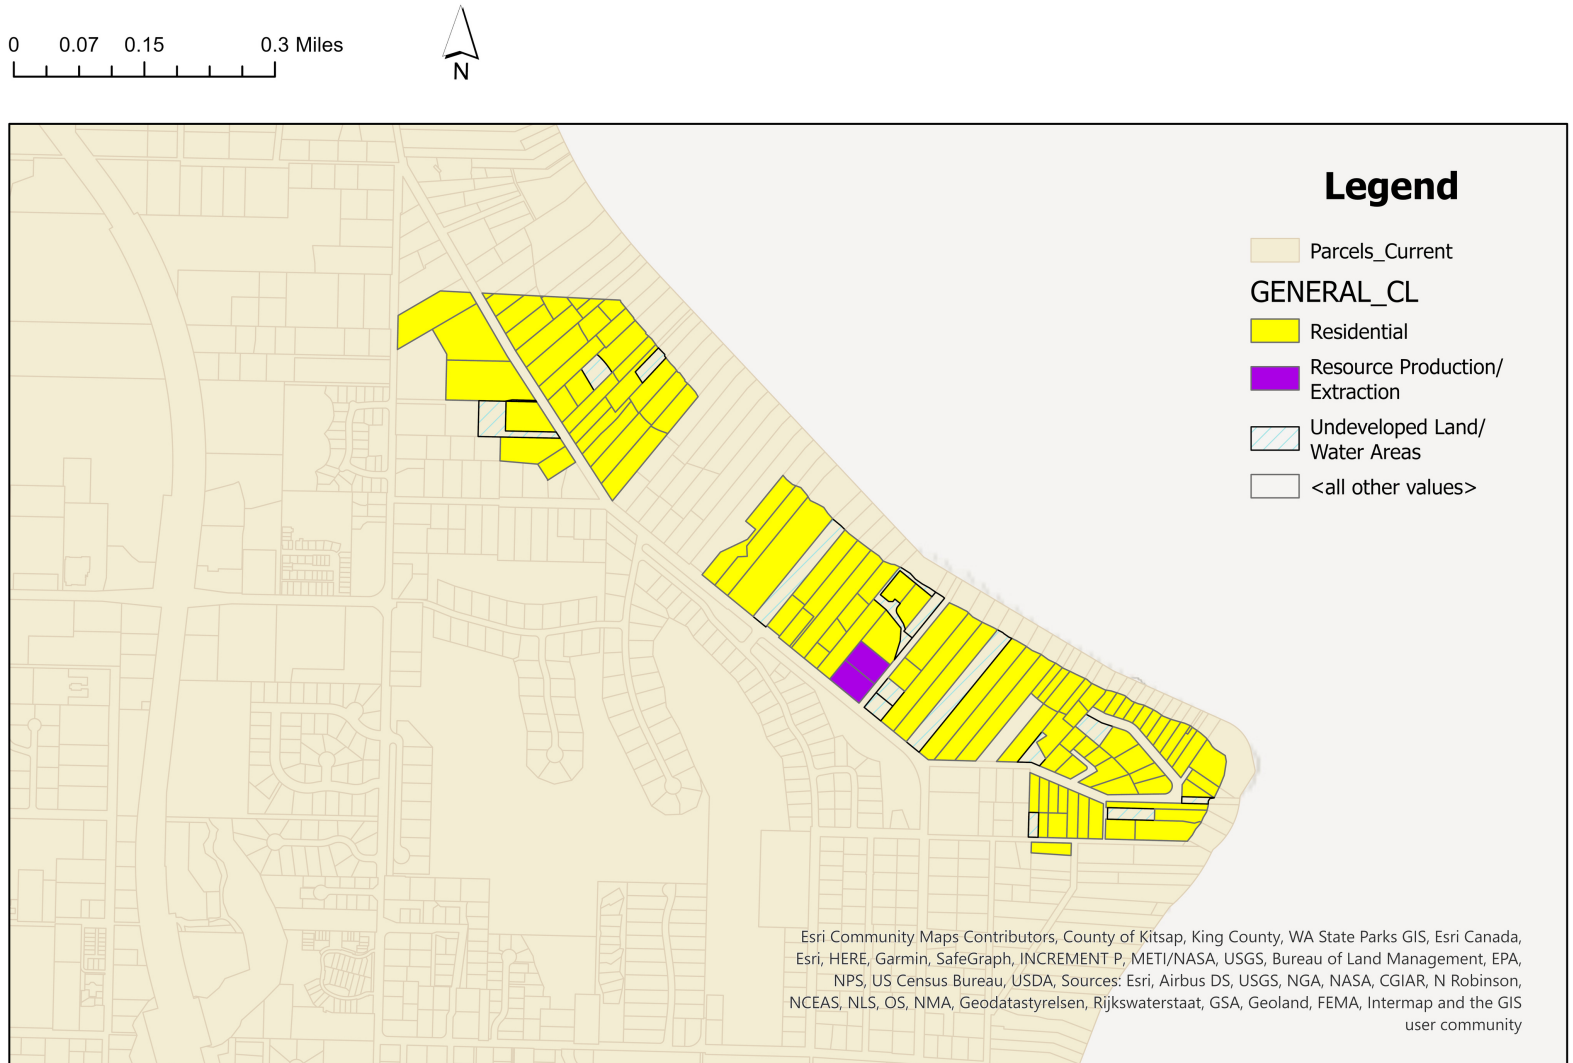 0 0.07 0.15 0.3 Miles
N
Legend
Parcels_Current
GENERAL_CL
Residential
Resource Production/
Extraction
Undeveloped Land/
Water Areas
<all other values>
Esri Community Maps Contributors, County of Kitsap, King County, WA State Parks GIS, Esri Canada,
Esri, HERE, Garmin, SafeGraph, INCREMENT P, METI/NASA, USGS, Bureau of Land Management, EPA,
NPS, US Census Bureau, USDA, Sources: Esri, Airbus DS, USGS, NGA, NASA, CGIAR, N Robinson,
NCEAS, NLS, OS, NMA, Geodatastyrelsen, Rijkswaterstaat, GSA, Geoland, FEMA, Intermap and the GIS
user community